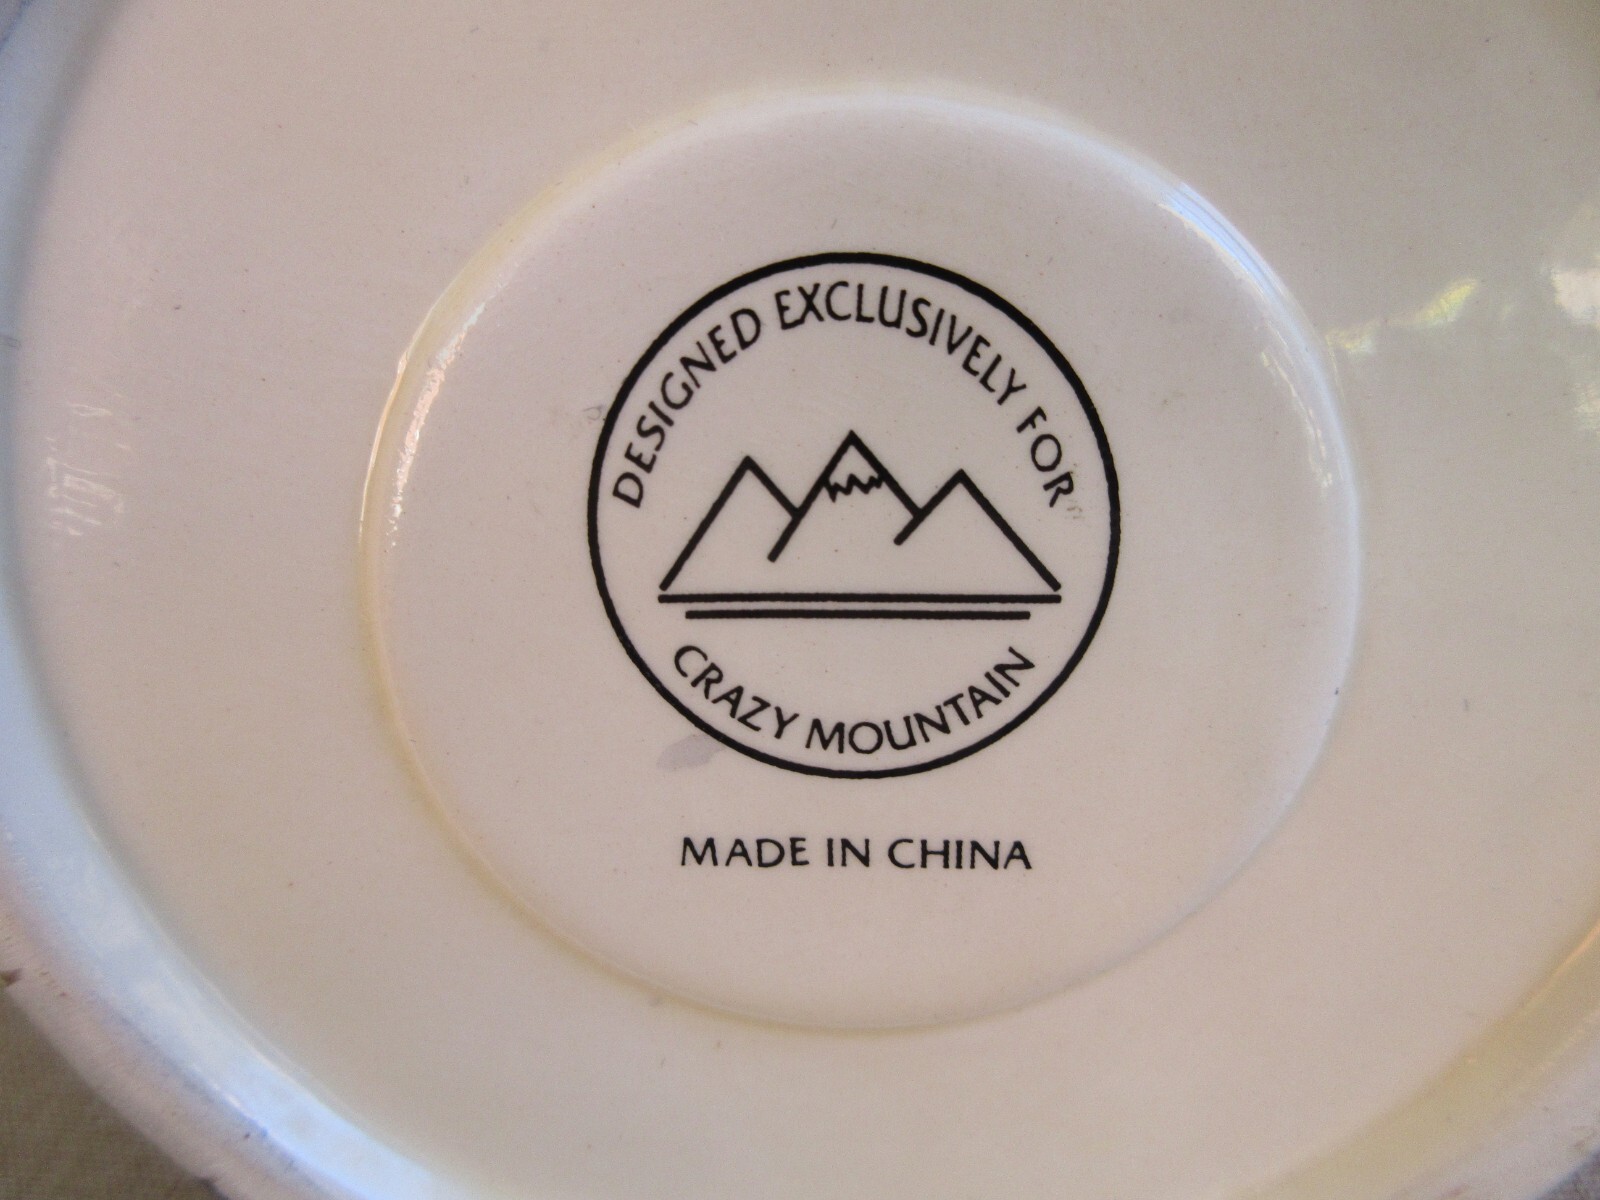 DESIGNED EXCLUSIVELY FOR
CRAZY MOUNTAIN
MADE IN CHINA